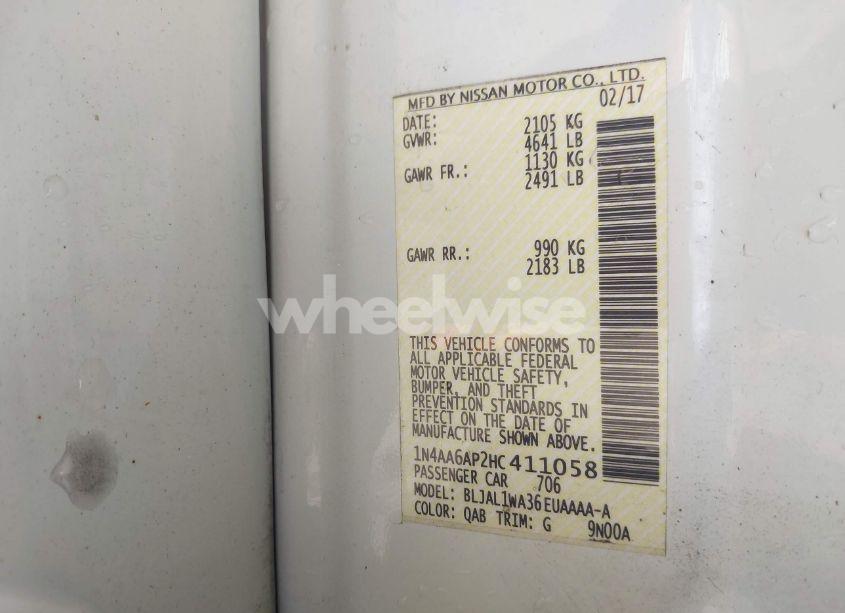 MFD BY NISSAN MOTOR CO., LTD.
DATE: 02/17
GVWR: 2105 KG
4641 LB
GAWR FR.: 1130 KG
2491 LB
GAWR RR.: 990 KG
2183 LB
wheelwise
THIS VEHICLE CONFORMS TO
ALL APPLICABLE FEDERAL
MOTOR VEHICLE SAFETY,
BUMPER, AND THEFT
PREVENTION STANDARDS IN
EFFECT ON THE DATE OF
MANUFACTURE SHOWN ABOVE.
1N4AA6AP2HC411058
PASSENGER CAR 706
MODEL: BLJAL1WA36EUAAAA-A
COLOR: QAB TRIM: G 9N00A